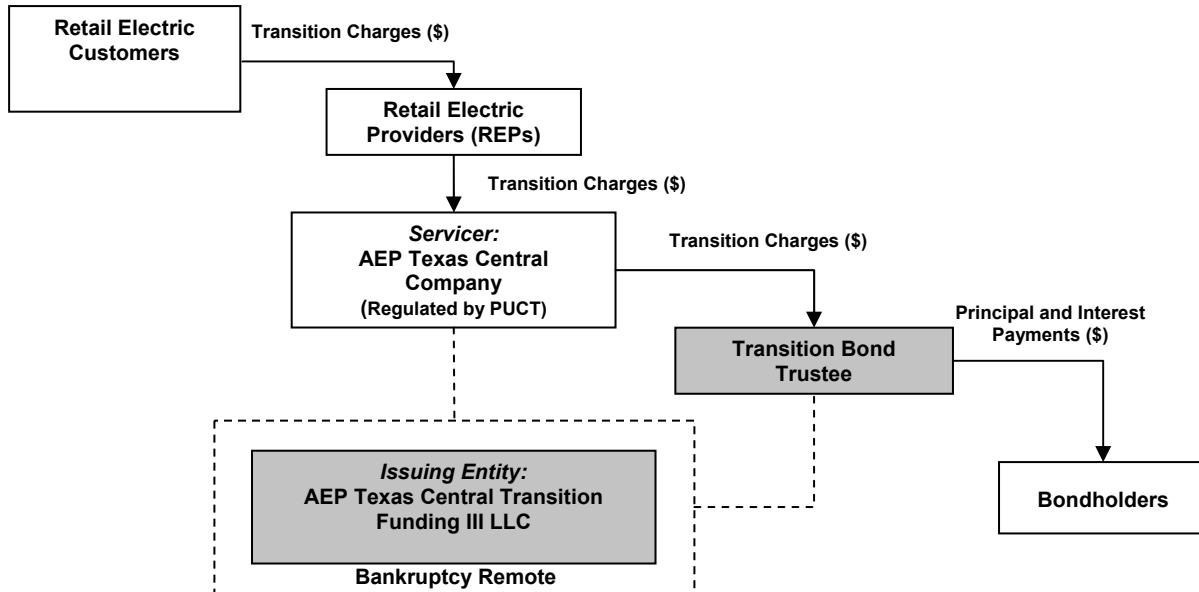 Retail Electric
Customers
Transition Charges ($)
Retail Electric
Providers (REPs)
Transition Charges ($)
Servicer:
AEP Texas Central
Company
(Regulated by PUCT)
Transition Charges ($)
Transition Bond
Trustee
Principal and Interest
Payments ($)
Bondholders
Issuing Entity:
AEP Texas Central Transition
Funding III LLC
Bankruptcy Remote